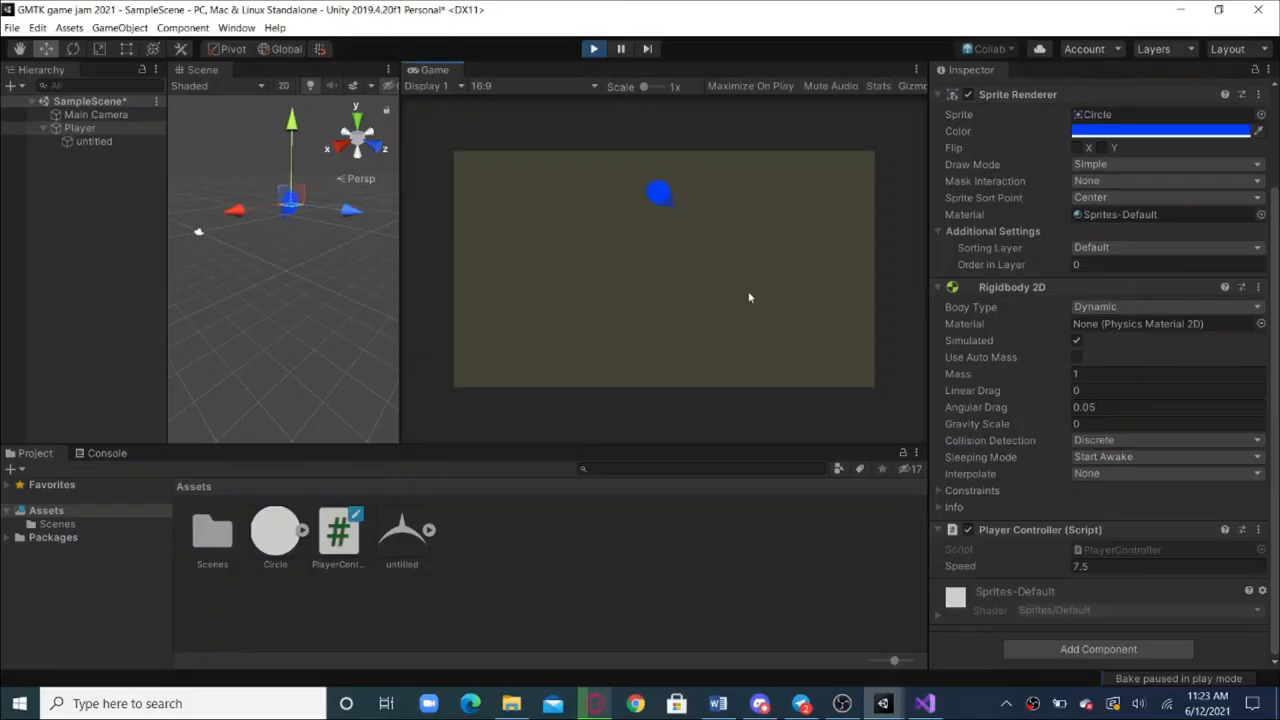 GMTK game jam 2021 - SampleScene - PC, Mac & Linux Standalone - Unity 2019.4.20f1 Personal* <DX11>
File Edit Assets GameObject Component Window Help
Pivot Global Collab Account Layers Layout
Hierarchy
All
SampleScene*
Main Camera
Player
untitled
Scene
Shaded 2D
y
x z
Persp
Game
Display 1 16:9 Scale 1x Maximize On Play Mute Audio Stats Gizmo
Inspector
Sprite Renderer
Sprite Circle
Color
Flip X Y
Draw Mode Simple
Mask Interaction None
Sprite Sort Point Center
Material Sprites-Default
Additional Settings
Sorting Layer Default
Order in Layer 0
Rigidbody 2D
Body Type Dynamic
Material None (Physics Material 2D)
Simulated
Use Auto Mass
Mass 1
Linear Drag 0
Angular Drag 0.05
Gravity Scale 0
Collision Detection Discrete
Sleeping Mode Start Awake
Interpolate None
Constraints
Info
Player Controller (Script)
Script PlayerController
Speed 7.5
Sprites-Default
Shader Sprites/Default
Add Component
Project Console
17
Favorites
Assets
Scenes
Packages
Assets
Scenes Circle PlayerCont... untitled
Bake paused in play mode
Type here to search
2
11:23 AM
6/12/2021